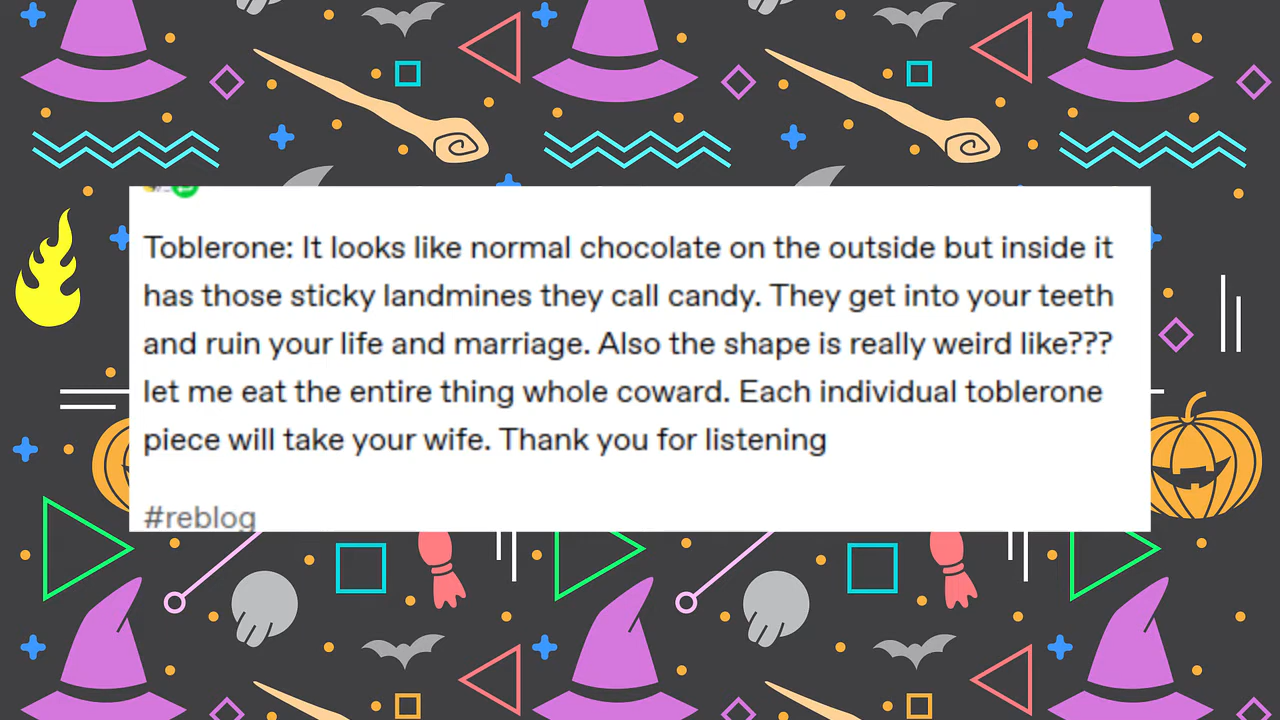 Toblerone: It looks like normal chocolate on the outside but inside it
has those sticky landmines they call candy. They get into your teeth
and ruin your life and marriage. Also the shape is really weird like???
let me eat the entire thing whole coward. Each individual toblerone
piece will take your wife. Thank you for listening
#reblog